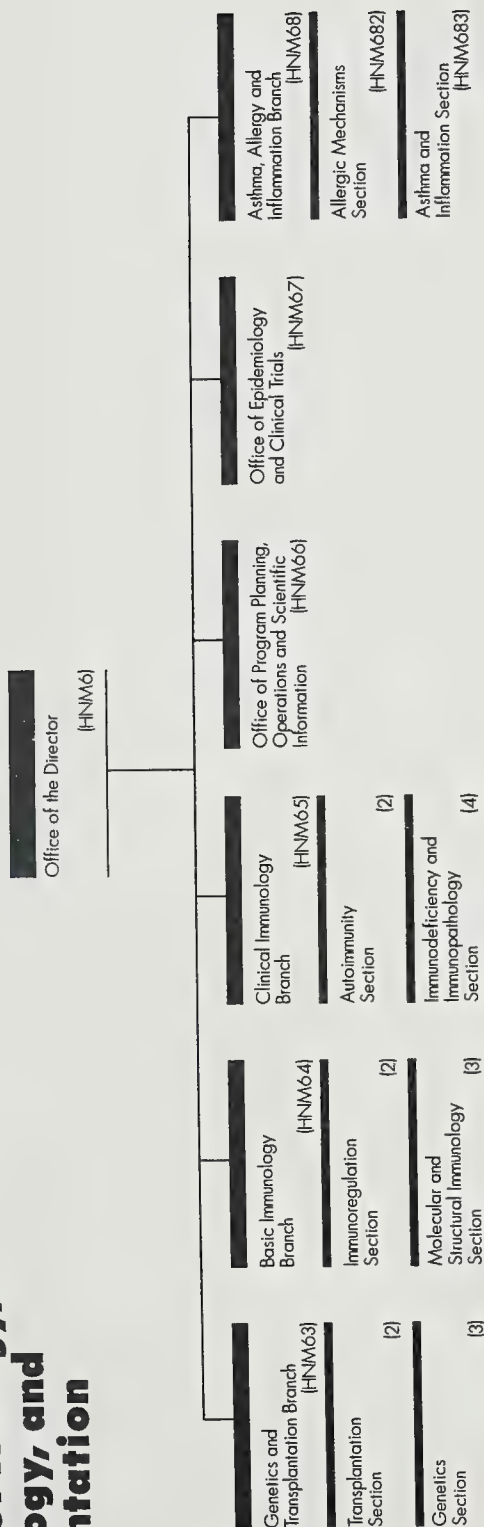 ogy, and
ntation
Office of the Director
(HNM6)
Genetics and
Transplantation Branch
(HNM63)
Transplantation
Section
(2)
Genetics
Section
(3)
Basic Immunology
Branch
(HNM64)
Immunoregulation
Section
(2)
Molecular and
Structural Immunology
Section
(3)
Clinical Immunology
Branch
(HNM65)
Autoimmunity
Section
(2)
Immunodeficiency and
Immunopathology
Section
(4)
Office of Program Planning,
Operations and Scientific
Information (HNM66)
Office of Epidemiology
and Clinical Trials
(HNM67)
Asthma, Allergy and
Inflammation Branch
(HNM68)
Allergic Mechanisms
Section
(HNM682)
Asthma and
Inflammation Section
(HNM683)